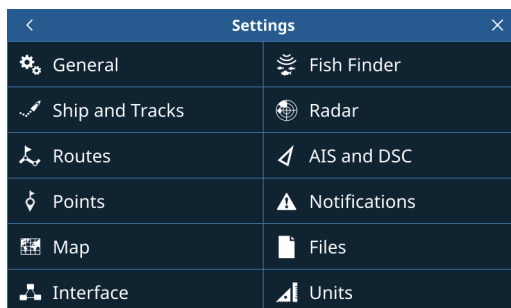 Settings
General
Fish Finder
Ship and Tracks
Radar
Routes
AIS and DSC
Points
Notifications
Map
Files
Interface
Units